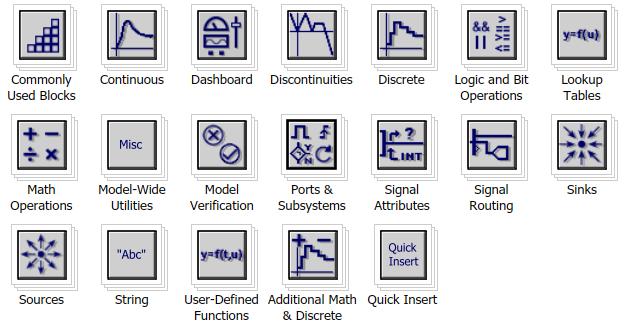 && >
|| >=
==
<=
y=f(u)
Commonly
Used Blocks
Continuous
Dashboard
Discontinuities
Discrete
Logic and Bit
Operations
Lookup
Tables
+ −
÷ ×
Misc
Y
N
?
INT
Math
Operations
Model-Wide
Utilities
Model
Verification
Ports &
Subsystems
Signal
Attributes
Signal
Routing
Sinks
"Abc"
y=f(t,u)
+ −
Quick
Insert
Sources
String
User-Defined
Functions
Additional Math
& Discrete
Quick Insert